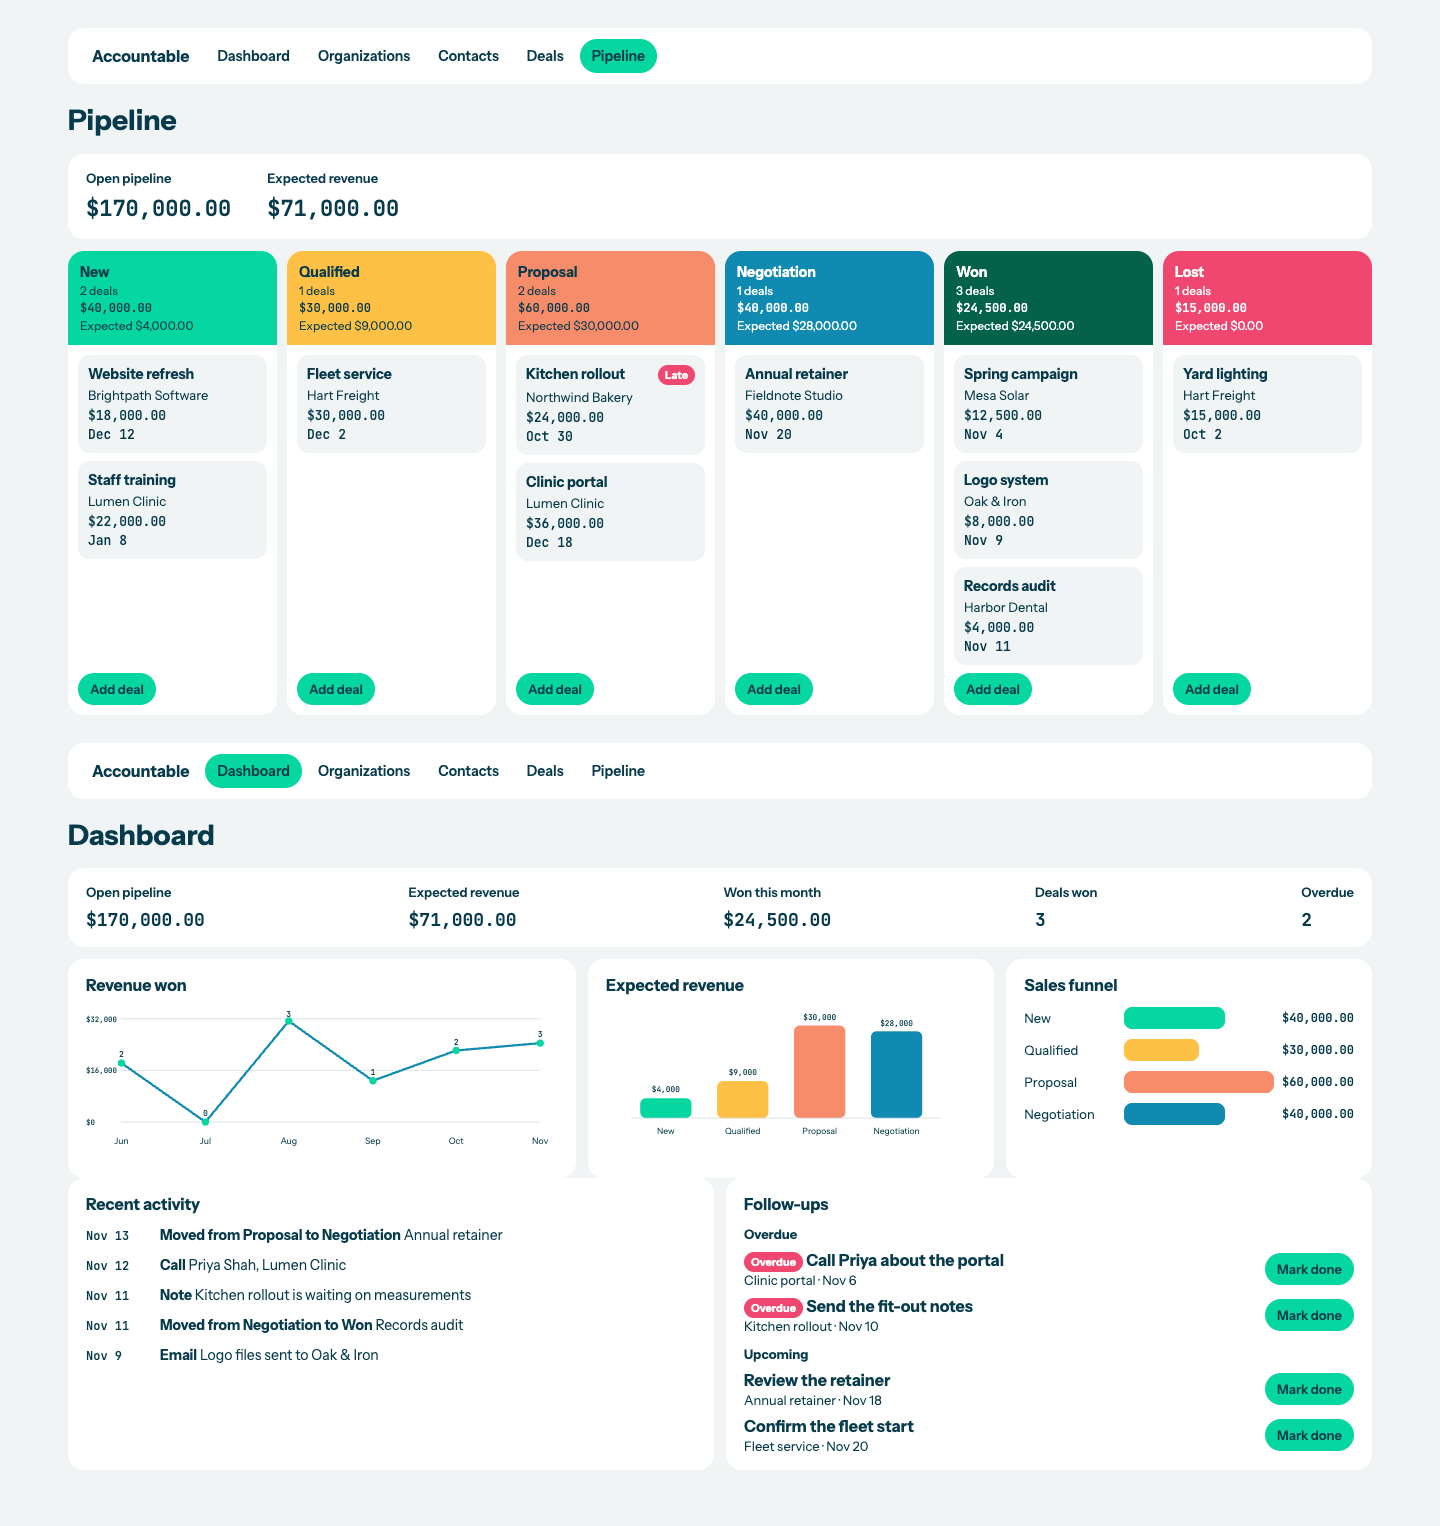 Accountable Dashboard Organizations Contacts Deals Pipeline
Pipeline
Open pipeline
$170,000.00
Expected revenue
$71,000.00
New
2 deals
$40,000.00
Expected $4,000.00
Website refresh
Brightpath Software
$18,000.00
Dec 12
Staff training
Lumen Clinic
$22,000.00
Jan 8
Add deal
Qualified
1 deals
$30,000.00
Expected $9,000.00
Fleet service
Hart Freight
$30,000.00
Dec 2
Add deal
Proposal
2 deals
$60,000.00
Expected $30,000.00
Kitchen rollout Late
Northwind Bakery
$24,000.00
Oct 30
Clinic portal
Lumen Clinic
$36,000.00
Dec 18
Add deal
Negotiation
1 deals
$40,000.00
Expected $28,000.00
Annual retainer
Fieldnote Studio
$40,000.00
Nov 20
Add deal
Won
3 deals
$24,500.00
Expected $24,500.00
Spring campaign
Mesa Solar
$12,500.00
Nov 4
Logo system
Oak & Iron
$8,000.00
Nov 9
Records audit
Harbor Dental
$4,000.00
Nov 11
Add deal
Lost
1 deals
$15,000.00
Expected $0.00
Yard lighting
Hart Freight
$15,000.00
Oct 2
Add deal
Accountable Dashboard Organizations Contacts Deals Pipeline
Dashboard
Open pipeline
$170,000.00
Expected revenue
$71,000.00
Won this month
$24,500.00
Deals won
3
Overdue
2
Revenue won
$32,000
$16,000
$0
2
0
3
1
2
3
Jun Jul Aug Sep Oct Nov
Expected revenue
$4,000
$9,000
$30,000
$28,000
New Qualified Proposal Negotiation
Sales funnel
New $40,000.00
Qualified $30,000.00
Proposal $60,000.00
Negotiation $40,000.00
Recent activity
Nov 13 Moved from Proposal to Negotiation Annual retainer
Nov 12 Call Priya Shah, Lumen Clinic
Nov 11 Note Kitchen rollout is waiting on measurements
Nov 11 Moved from Negotiation to Won Records audit
Nov 9 Email Logo files sent to Oak & Iron
Follow-ups
Overdue
Overdue Call Priya about the portal
Clinic portal · Nov 6
Mark done
Overdue Send the fit-out notes
Kitchen rollout · Nov 10
Mark done
Upcoming
Review the retainer
Annual retainer · Nov 18
Mark done
Confirm the fleet start
Fleet service · Nov 20
Mark done